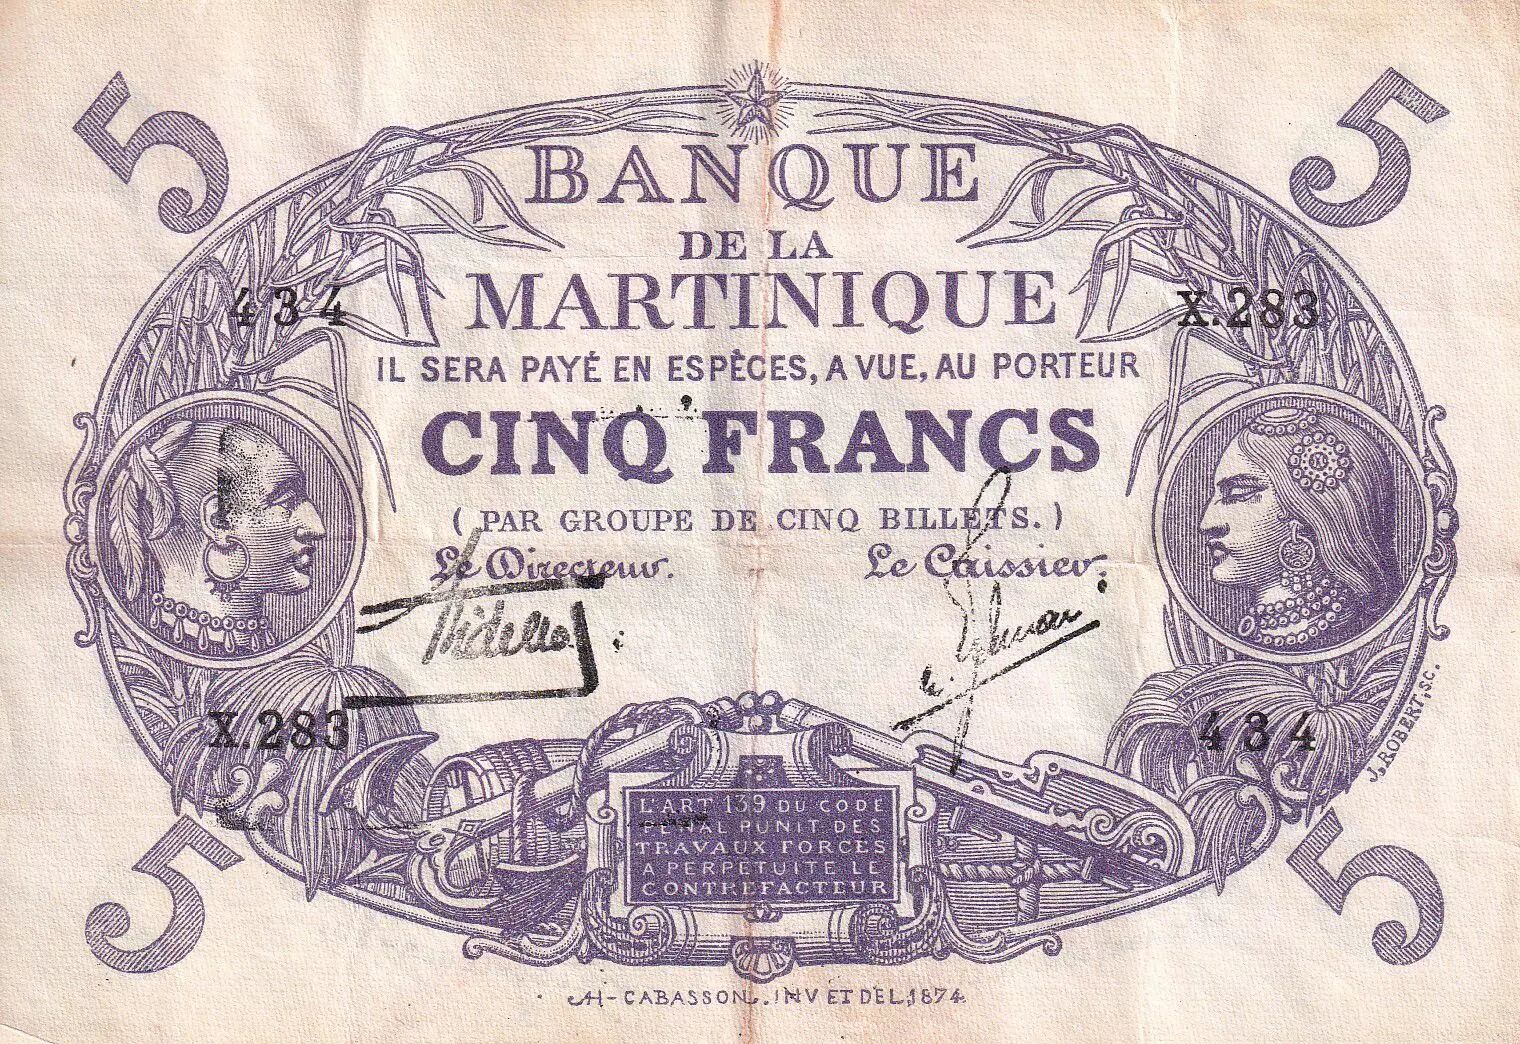 5
5
BANQUE
DE LA
MARTINIQUE
434
X.283
IL SERA PAYÉ EN ESPÈCES, A VUE, AU PORTEUR
CINQ FRANCS
( PAR GROUPE DE CINQ BILLETS. )
Le Directeur.
Le Caissier.
X.283
434
J. ROBERT, SC.
L'ART 139 DU CODE
PENAL PUNIT DES
TRAVAUX FORCÉS
A PERPETUITE LE
CONTREFACTEUR
5
5
H-CABASSON. INV ET DEL, 1874